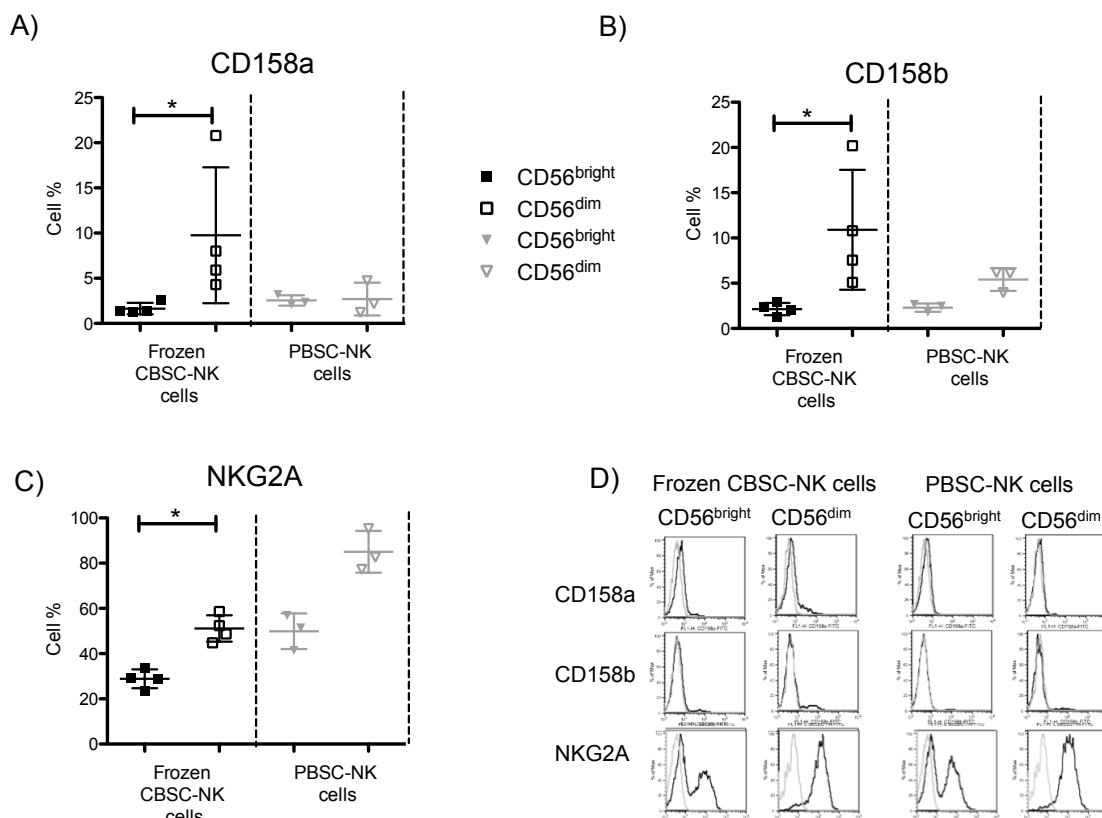 A)
CD158a
25
20
15
10
5
0
Cell %
*
Frozen
CBSC-NK
cells
PBSC-NK
cells
CD56bright
CD56dim
CD56bright
CD56dim
B)
CD158b
25
20
15
10
5
0
Cell %
*
Frozen
CBSC-NK
cells
PBSC-NK
cells
C)
NKG2A
100
80
60
40
20
0
Cell %
*
Frozen
CBSC-NK
cells
PBSC-NK
cells
D)
Frozen CBSC-NK cells
PBSC-NK cells
CD56bright
CD56dim
CD56bright
CD56dim
CD158a
CD158b
NKG2A